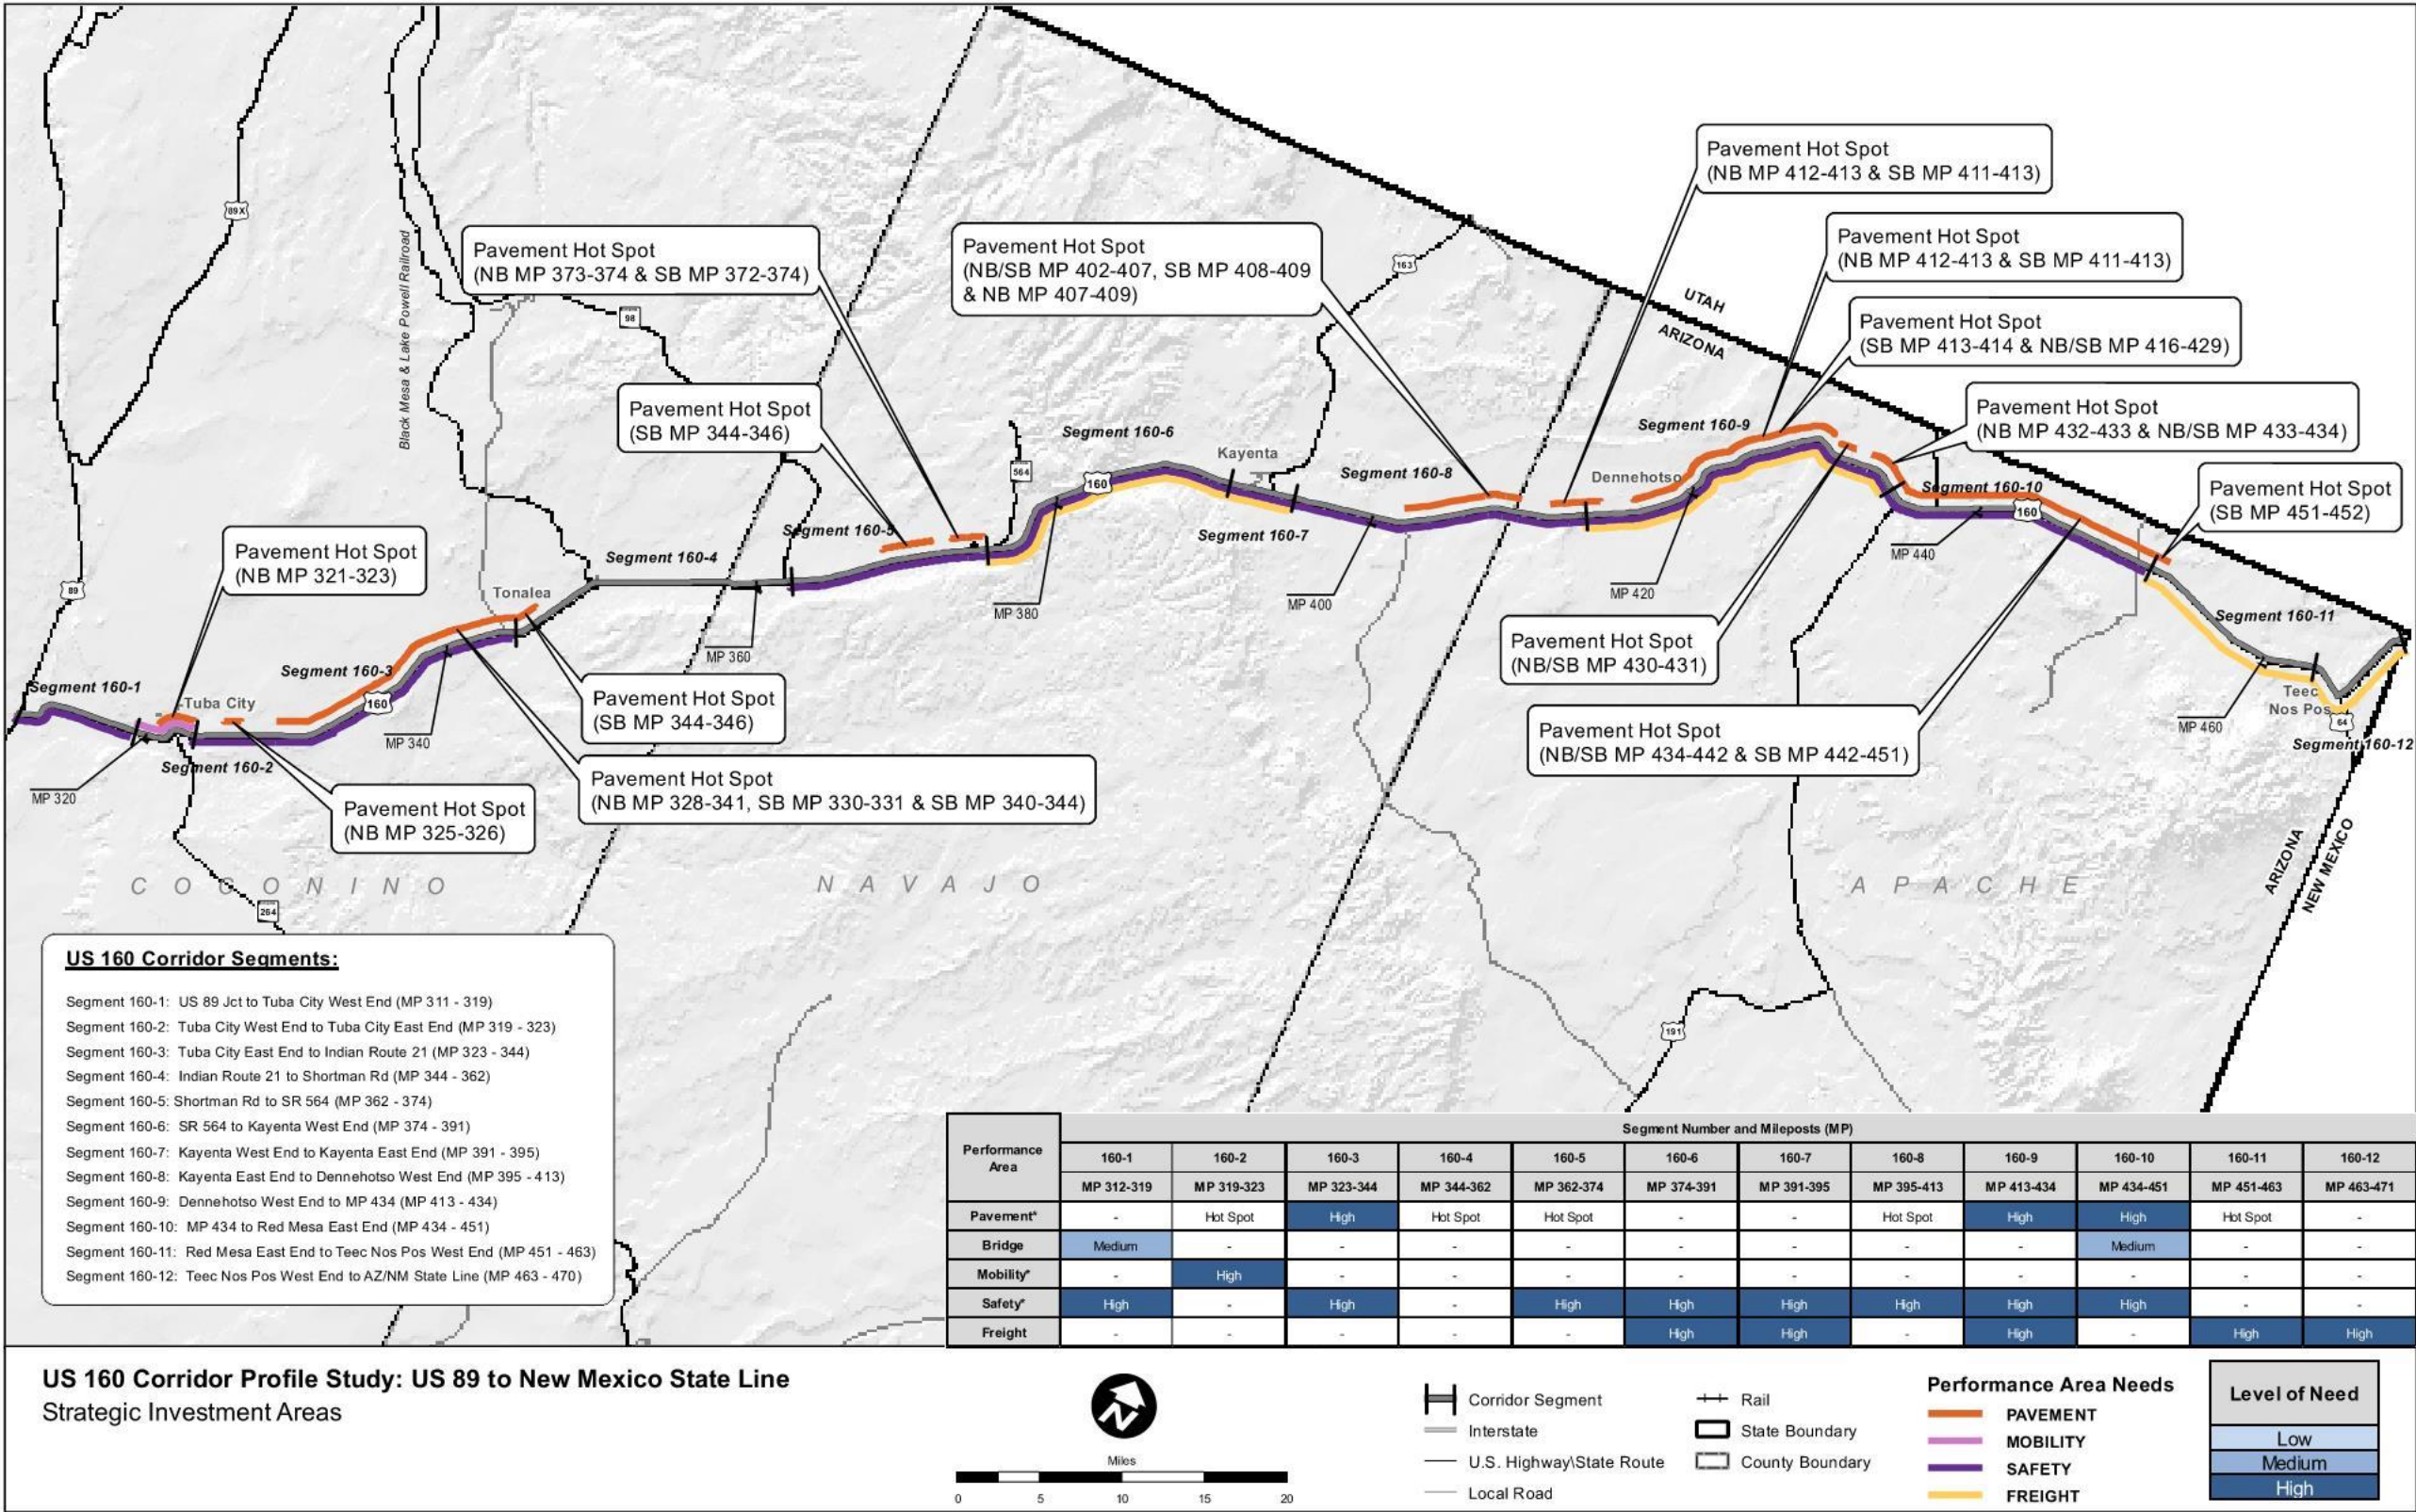 Pavement Hot Spot
(NB MP 412-413 & SB MP 411-413)
89X
Pavement Hot Spot
(NB MP 373-374 & SB MP 372-374)
Pavement Hot Spot
(NB/SB MP 402-407, SB MP 408-409
& NB MP 407-409)
163
Pavement Hot Spot
(NB MP 412-413 & SB MP 411-413)
Black Mesa & Lake Powell Railroad
98
UTAH
ARIZONA
Pavement Hot Spot
(SB MP 413-414 & NB/SB MP 416-429)
Pavement Hot Spot
(SB MP 344-346)
Segment 160-6
Segment 160-9
Pavement Hot Spot
(NB MP 432-433 & NB/SB MP 433-434)
564
160
Kayenta
Segment 160-8
Dennehotso
Segment 160-10
160
Pavement Hot Spot
(SB MP 451-452)
Pavement Hot Spot
(NB MP 321-323)
Segment 160-4
Segment 160-5
Segment 160-7
MP 440
89
Tonalea
MP 380
MP 400
MP 420
Segment 160-11
MP 360
Pavement Hot Spot
(NB/SB MP 430-431)
Segment 160-1
Segment 160-3
Tuba City
160
Pavement Hot Spot
(SB MP 344-346)
Teec
Nos Pos
64
MP 460
Segment 160-12
MP 340
Pavement Hot Spot
(NB/SB MP 434-442 & SB MP 442-451)
Segment 160-2
MP 320
Pavement Hot Spot
(NB MP 325-326)
Pavement Hot Spot
(NB MP 328-341, SB MP 330-331 & SB MP 340-344)
ARIZONA
NEW MEXICO
COCONINO
NAVAJO
APACHE
264
191
US 160 Corridor Segments:
Segment 160-1: US 89 Jct to Tuba City West End (MP 311 - 319)
Segment 160-2: Tuba City West End to Tuba City East End (MP 319 - 323)
Segment 160-3: Tuba City East End to Indian Route 21 (MP 323 - 344)
Segment 160-4: Indian Route 21 to Shortman Rd (MP 344 - 362)
Segment 160-5: Shortman Rd to SR 564 (MP 362 - 374)
Segment 160-6: SR 564 to Kayenta West End (MP 374 - 391)
Segment 160-7: Kayenta West End to Kayenta East End (MP 391 - 395)
Segment 160-8: Kayenta East End to Dennehotso West End (MP 395 - 413)
Segment 160-9: Dennehotso West End to MP 434 (MP 413 - 434)
Segment 160-10: MP 434 to Red Mesa East End (MP 434 - 451)
Segment 160-11: Red Mesa East End to Teec Nos Pos West End (MP 451 - 463)
Segment 160-12: Teec Nos Pos West End to AZ/NM State Line (MP 463 - 470)
Performance Area Segment Number and Mileposts (MP)
160-1 160-2 160-3 160-4 160-5 160-6 160-7 160-8 160-9 160-10 160-11 160-12
MP 312-319 MP 319-323 MP 323-344 MP 344-362 MP 362-374 MP 374-391 MP 391-395 MP 395-413 MP 413-434 MP 434-451 MP 451-463 MP 463-471
Pavement* - Hot Spot High Hot Spot Hot Spot - - Hot Spot High High Hot Spot -
Bridge Medium - - - - - - - - Medium - -
Mobility* - High - - - - - - - - - -
Safety* High - High - High High High High High High - -
Freight - - - - - High High - High - High High
US 160 Corridor Profile Study: US 89 to New Mexico State Line
Strategic Investment Areas
N
Miles
0 5 10 15 20
Corridor Segment
Interstate
U.S. Highway\State Route
Local Road
Rail
State Boundary
County Boundary
Performance Area Needs
PAVEMENT
MOBILITY
SAFETY
FREIGHT
Level of Need
Low
Medium
High